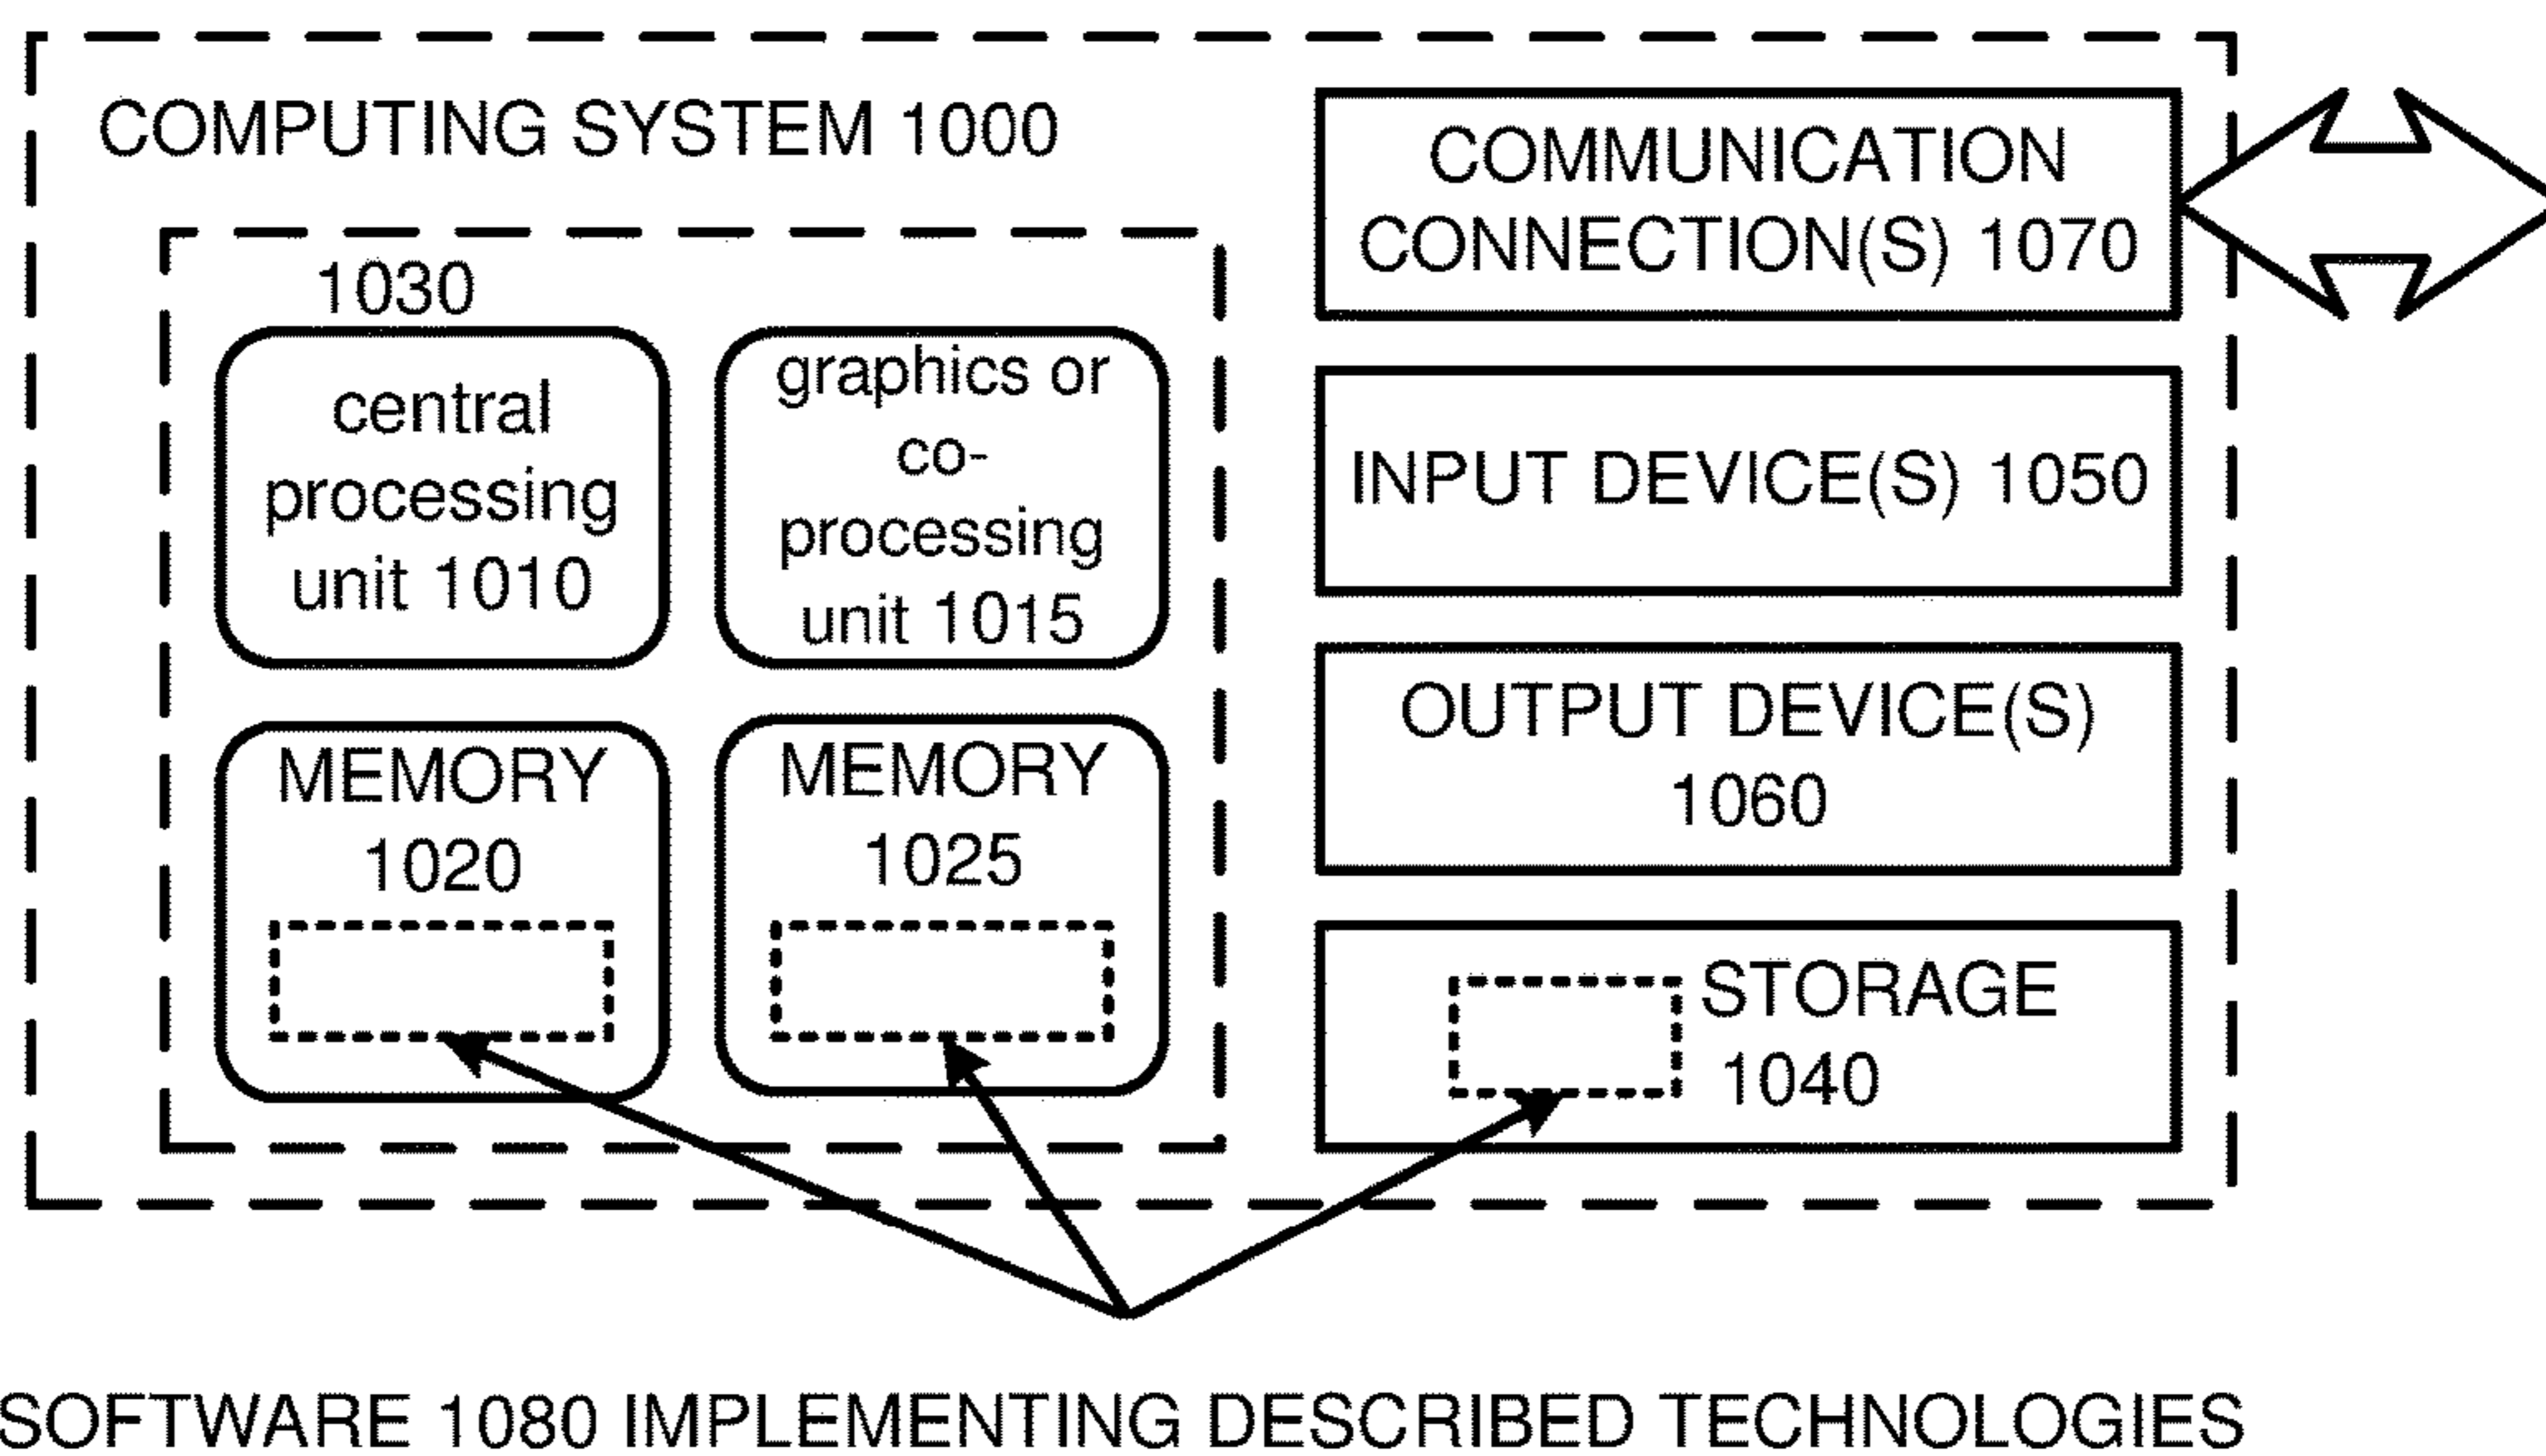 COMPUTING SYSTEM 1000
1030
central
processing
unit 1010
graphics or
co-
processing
unit 1015
MEMORY
1020
MEMORY
1025
COMMUNICATION
CONNECTION(S) 1070
INPUT DEVICE(S) 1050
OUTPUT DEVICE(S)
1060
STORAGE
1040
SOFTWARE 1080 IMPLEMENTING DESCRIBED TECHNOLOGIES